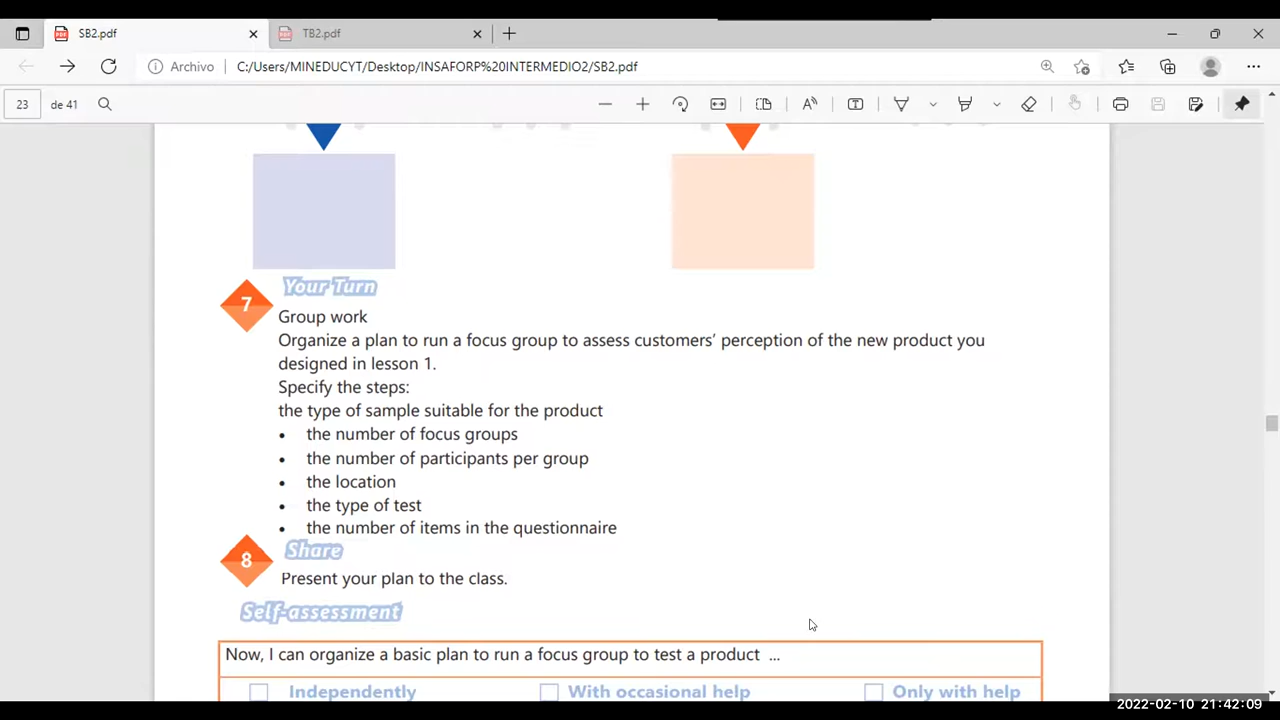 SB2.pdf
TB2.pdf
Archivo
C:/Users/MINEDUCYT/Desktop/INSAFORP%20INTERMEDIO2/SB2.pdf
23 de 41
7
Your Turn
Group work
Organize a plan to run a focus group to assess customers' perception of the new product you
designed in lesson 1.
Specify the steps:
the type of sample suitable for the product
• the number of focus groups
• the number of participants per group
• the location
• the type of test
• the number of items in the questionnaire
8
Share
Present your plan to the class.
Self-assessment
Now, I can organize a basic plan to run a focus group to test a product ...
Independently With occasional help Only with help
2022-02-10 21:42:09